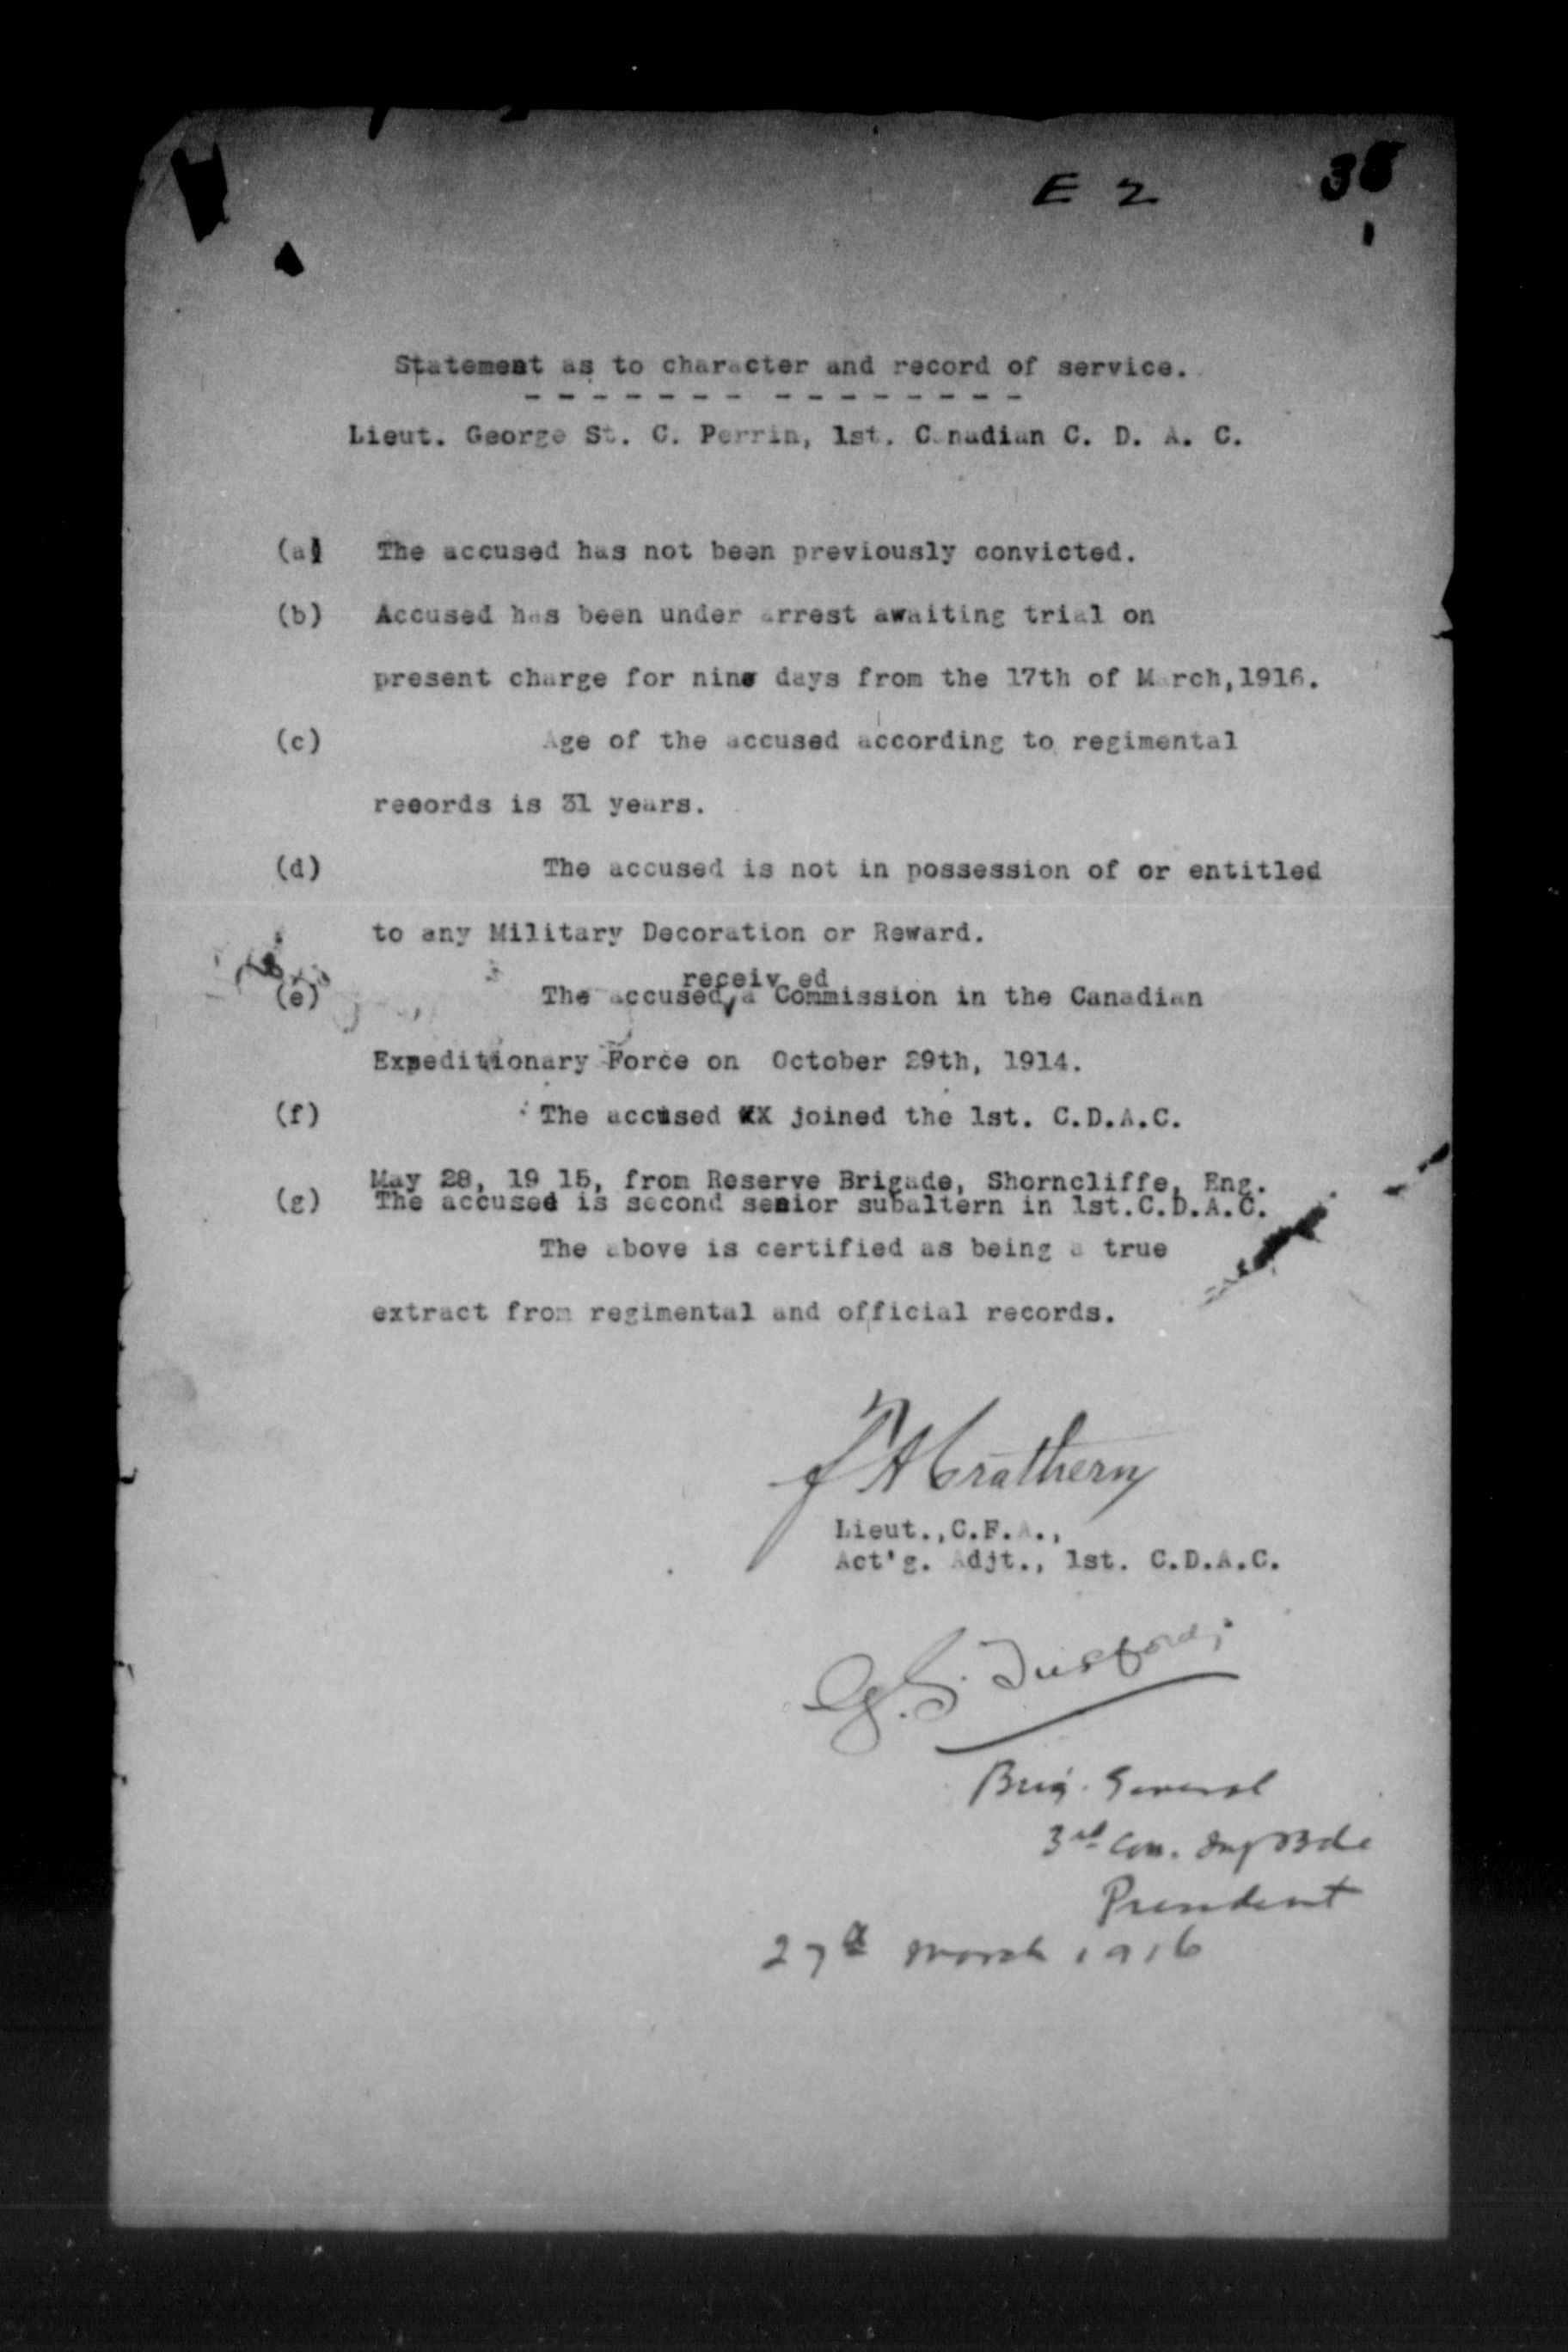 E 2 38
Statement as to character and record of service.
- - - - - - - - - - - - - - -
Lieut. George St. C. Perrin, 1st. Canadian C. D. A. C.
(a) The accused has not been previously convicted.
(b) Accused has been under arrest awaiting trial on
present charge for nine days from the 17th of March,1916.
(c) Age of the accused according to regimental
records is 31 years.
(d) The accused is not in possession of or entitled
to any Military Decoration or Reward.
received
(e) The accused a Commission in the Canadian
Expeditionary Force on October 29th, 1914.
(f) The accused XX joined the 1st. C.D.A.C.
May 28, 19 15, from Reserve Brigade, Shorncliffe, Eng.
(g) The accused is second senior subaltern in 1st.C.D.A.C.
The above is certified as being a true
extract from regimental and official records.
Crathern
Lieut.,C.F.A.,
Act'g. Adjt., 1st. C.D.A.C.
G.S. Tuxford
Brig. General
3rd Can. Inf Bde
President
27th March 1916